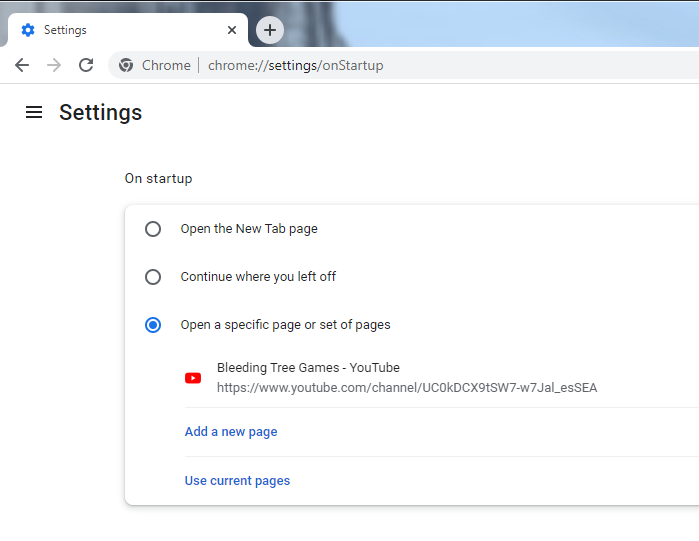 Settings
Chrome chrome://settings/onStartup
Settings
On startup
Open the New Tab page
Continue where you left off
Open a specific page or set of pages
Bleeding Tree Games - YouTube
https://www.youtube.com/channel/UC0kDCX9tSW7-w7Jal_esSEA
Add a new page
Use current pages